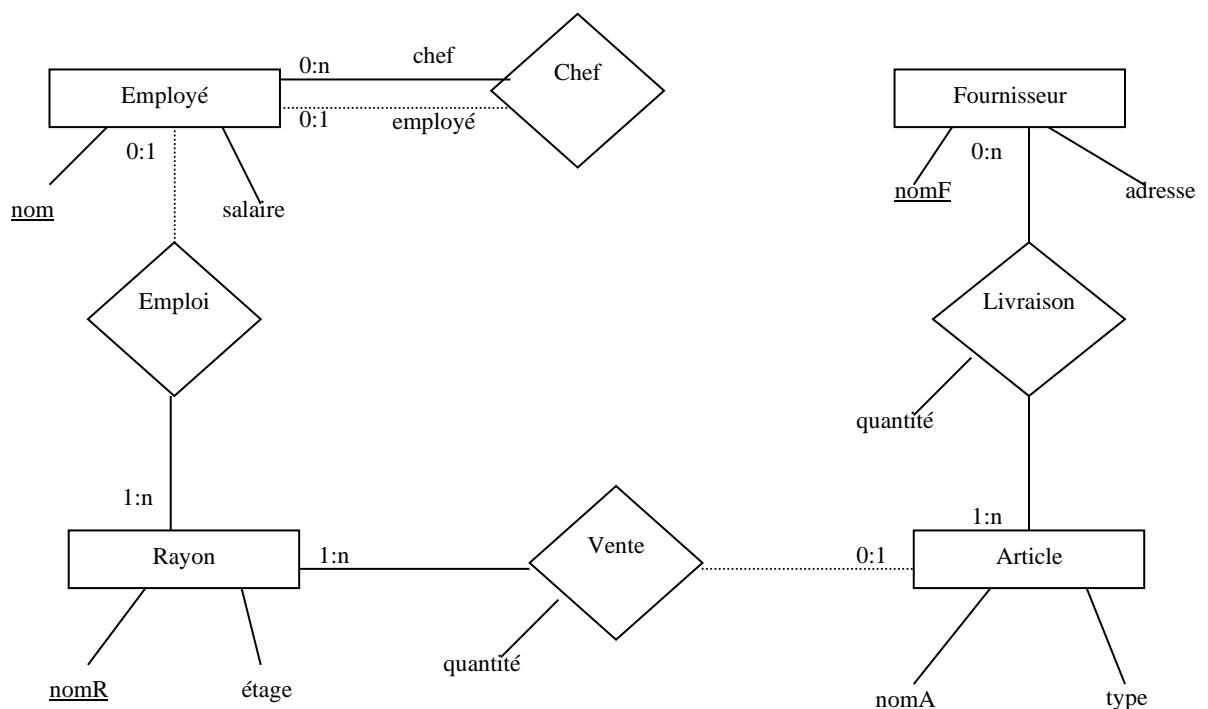 chef
0:n
Chef
Employé
Fournisseur
0:1
employé
0:1
0:n
nom
salaire
nomF
adresse
Emploi
Livraison
quantité
1:n
1:n
Vente
Rayon
1:n
0:1
Article
quantité
nomR
étage
nomA
type